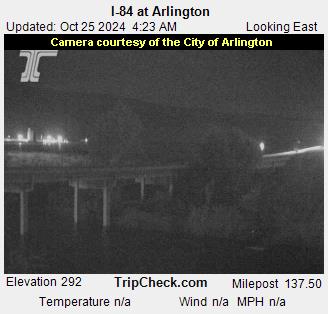 I-84 at Arlington
Updated: Oct 25 2024 4:23 AM Looking East
Camera courtesy of the City of Arlington
Elevation 292 TripCheck.com Milepost 137.50
Temperature n/a Wind n/a MPH n/a